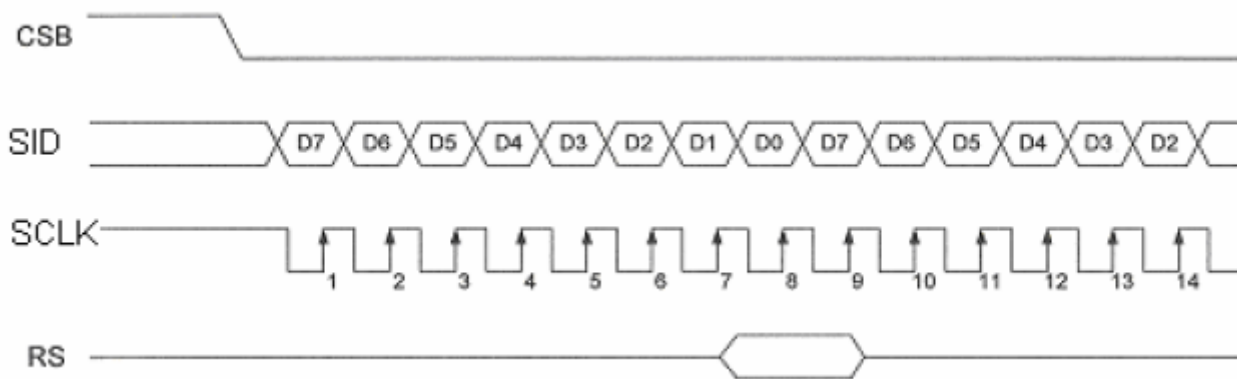 CSB
SID D7 D6 D5 D4 D3 D2 D1 D0 D7 D6 D5 D4 D3 D2
SCLK
1 2 3 4 5 6 7 8 9 10 11 12 13 14
RS